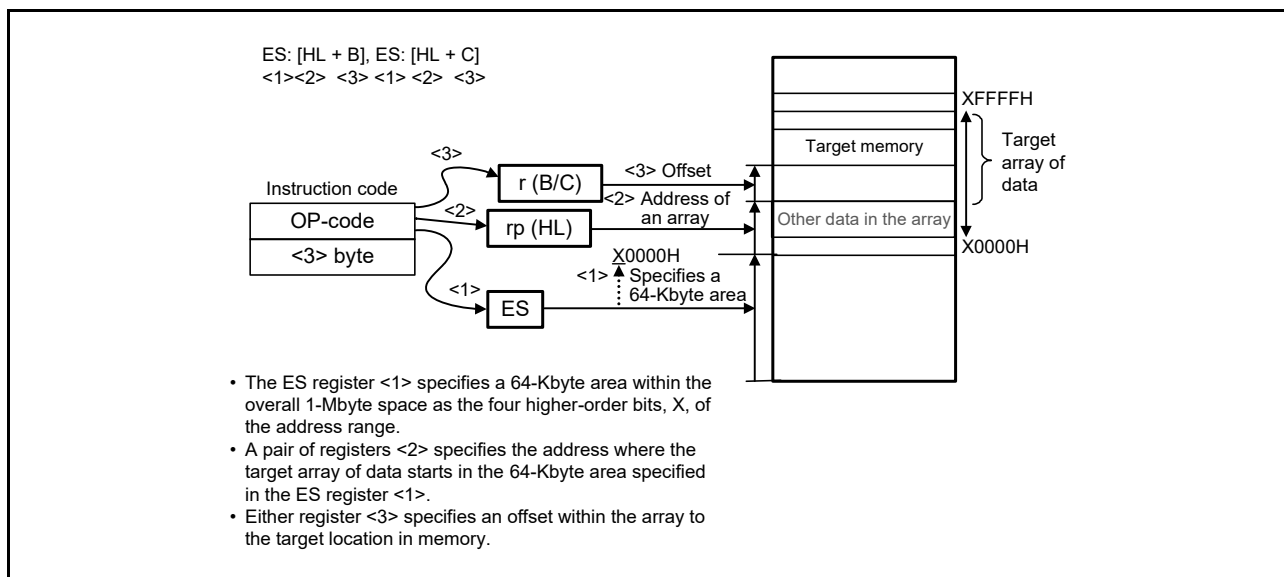 ES: [HL + B], ES: [HL + C]
<1><2> <3> <1> <2> <3>
XFFFFH
Target memory
Target
array of
data
<3>
r (B/C)
<3> Offset
Instruction code
OP-code
<3> byte
<2>
rp (HL)
<2> Address of
an array
Other data in the array
X0000H
X0000H
<1>
Specifies a
64-Kbyte area
<1>
ES
• The ES register <1> specifies a 64-Kbyte area within the
overall 1-Mbyte space as the four higher-order bits, X, of
the address range.
• A pair of registers <2> specifies the address where the
target array of data starts in the 64-Kbyte area specified
in the ES register <1>.
• Either register <3> specifies an offset within the array to
the target location in memory.